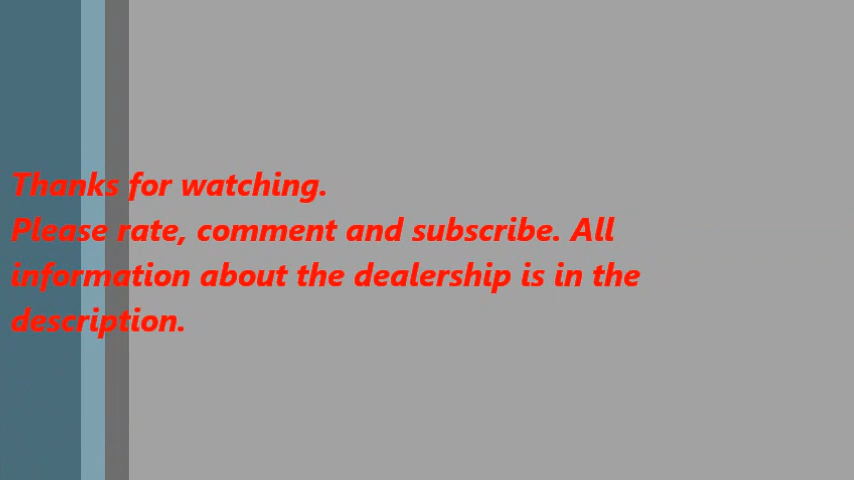 Thanks for watching.
Please rate, comment and subscribe. All
information about the dealership is in the
description.